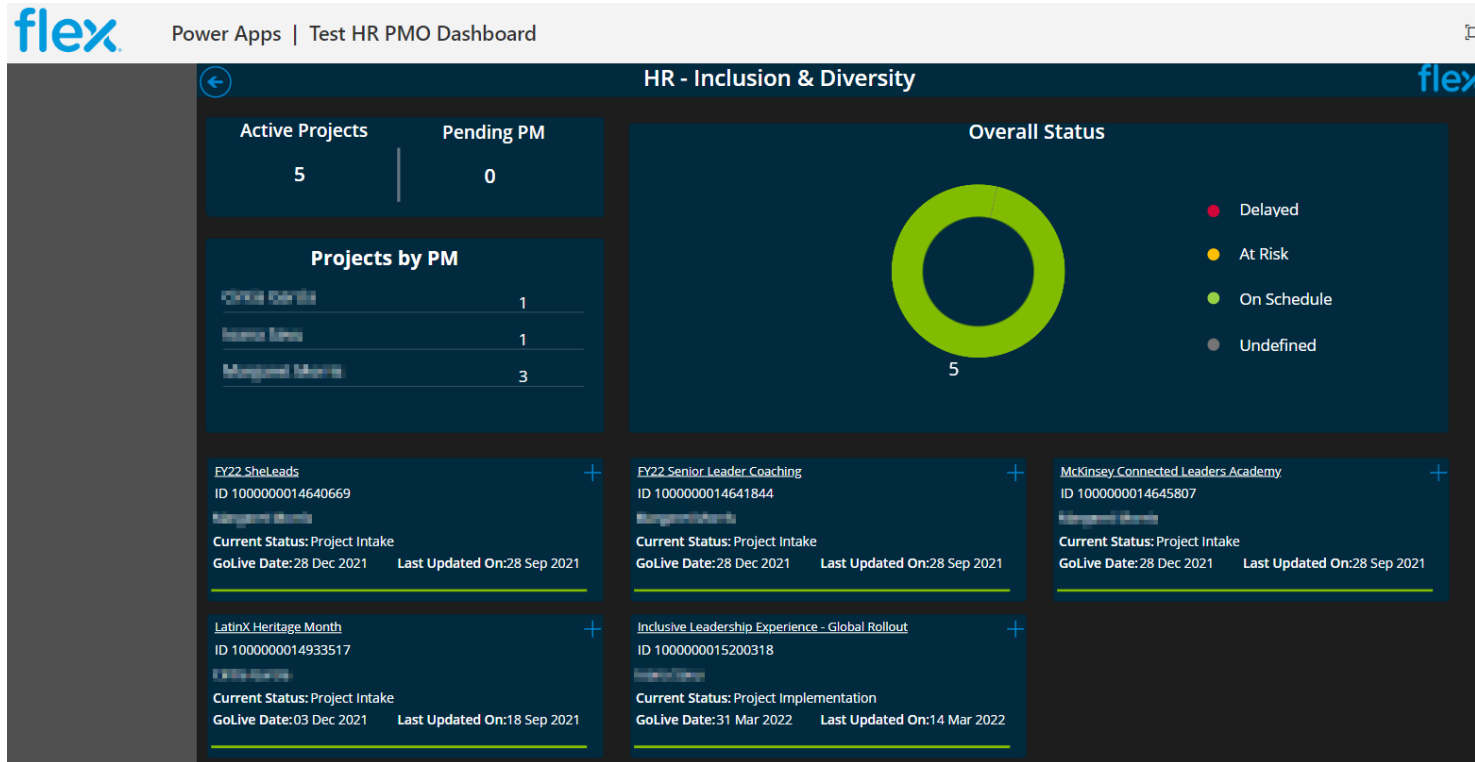 flex
Power Apps | Test HR PMO Dashboard
HR - Inclusion & Diversity
flex
Active Projects
Pending PM
5
0
Overall Status
5
Delayed
At Risk
On Schedule
Undefined
Projects by PM
1
1
3
FY22 SheLeads
ID 1000000014640669
Current Status: Project Intake
GoLive Date: 28 Dec 2021 Last Updated On:28 Sep 2021
FY22 Senior Leader Coaching
ID 1000000014641844
Current Status: Project Intake
GoLive Date: 28 Dec 2021 Last Updated On:28 Sep 2021
McKinsey Connected Leaders Academy
ID 1000000014645807
Current Status: Project Intake
GoLive Date: 28 Dec 2021 Last Updated On:28 Sep 2021
LatinX Heritage Month
ID 1000000014933517
Current Status: Project Intake
GoLive Date: 03 Dec 2021 Last Updated On:18 Sep 2021
Inclusive Leadership Experience - Global Rollout
ID 1000000015200318
Current Status: Project Implementation
GoLive Date: 31 Mar 2022 Last Updated On:14 Mar 2022